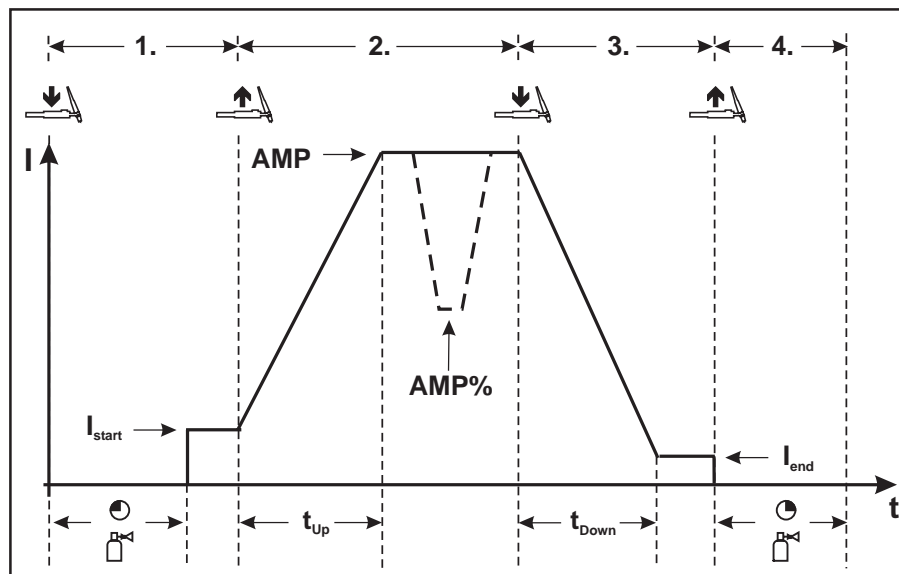 1. 2. 3. 4.
I
AMP
AMP%
Istart
Iend
t
tUp
tDown